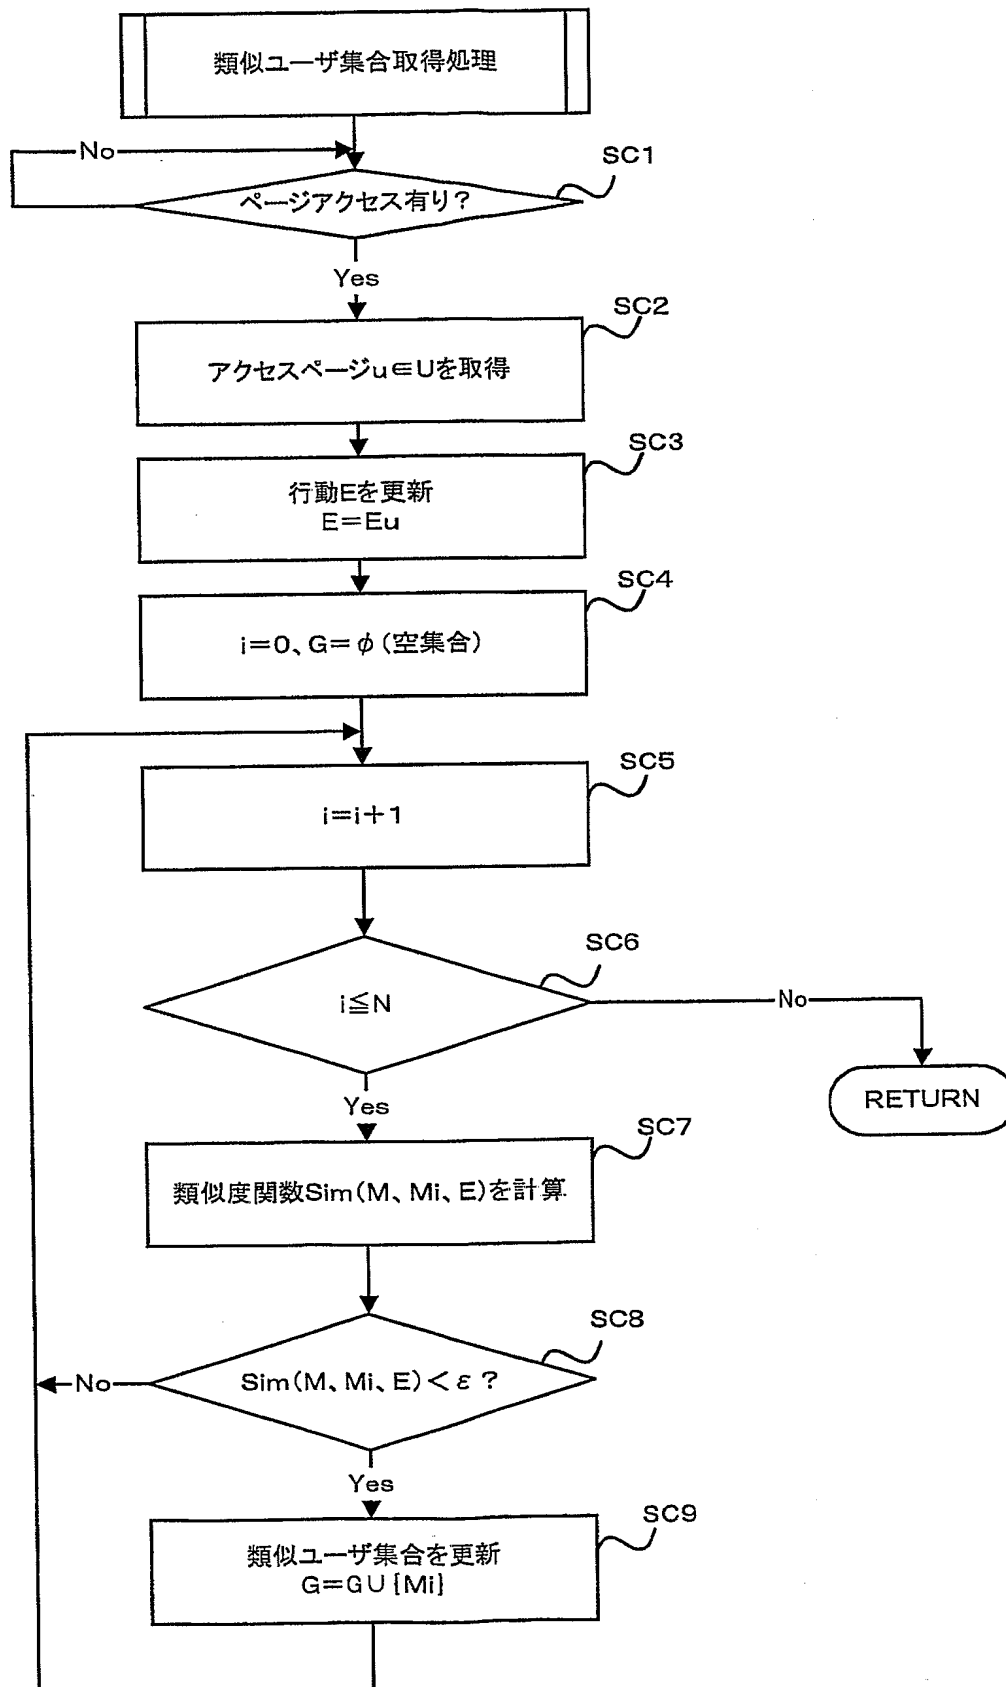 類似ユーザ集合取得処理
No
SC1
ページアクセス有り？
Yes
SC2
アクセスページu∈Uを取得
SC3
行動Eを更新
E=Eu
SC4
i=0、G=φ(空集合)
SC5
i=i+1
SC6
i≦N
No
RETURN
Yes
SC7
類似度関数Sim(M、Mi、E)を計算
SC8
Sim(M、Mi、E)<ε？
No
Yes
SC9
類似ユーザ集合を更新
G=G∪{Mi}